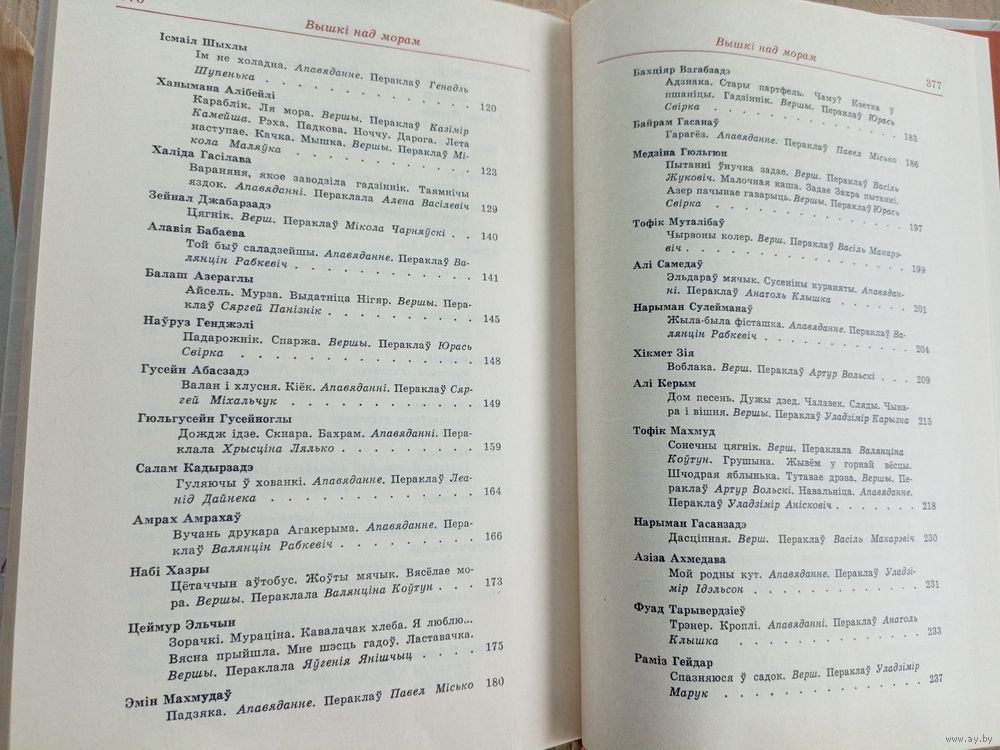 Вышкі над морам
Ісмаіл Шыхлы
Ім не холадна. Апавяданне. Пераклаў Генадзь
Шупенька . . . . . . . . . . . 120
Ханымана Алібейлі
Караблік. Ля мора. Вершы. Пераклаў Казімір
Камейша. Рэха. Падкова. Ноччу. Дарога. Лета
наступае. Качка. Мышка. Вершы. Пераклаў Мі-
кола Маляўка . . . . . . . . . 123
Халіда Гасілава
Вараняня, якое заводзіла гадзіннік. Таямнічы
яздок. Апавяданні. Пераклала Алена Васілевіч 129
Зейнал Джабарзадэ
Цягнік. Верш. Пераклаў Мікола Чарняўскі . . 140
Алавія Бабаева
Той быў саладзейшы. Апавяданне. Пераклаў Ва-
лянцін Рабкевіч . . . . . . . . . 141
Балаш Азераглы
Айсель. Мурза. Выдатніца Нігяр. Вершы. Пера-
клаў Сяргей Панізнік . . . . . . . . 145
Наўруз Генджэлі
Падарожнік. Спаржа. Вершы. Пераклаў Юрась
Свірка . . . . . . . . . . . 148
Гусейн Абасзадэ
Валан і хлусня. Кіёк. Апавяданні. Пераклаў Сяр-
гей Міхальчук . . . . . . . . . 149
Гюльгусейн Гусейноглы
Дождж ідзе. Скнара. Бахрам. Апавяданні. Пера-
клала Хрысціна Лялько . . . . . . . 159
Салам Кадырзадэ
Гуляючы ў хованкі. Апавяданне. Пераклаў Леа-
нід Дайнека . . . . . . . . . . 164
Амрах Амрахаў
Вучань друкара Агакерыма. Апавяданне. Пера-
клаў Валянцін Рабкевіч . . . . . . . 166
Набі Хазры
Цётаччын аўтобус. Жоўты мячык. Вясёлае мо-
ра. Вершы. Пераклала Валянціна Коўтун . . . 173
Цеймур Эльчын
Зорачкі. Мураціна. Кавалачак хлеба. Я люблю...
Вясна прыйшла. Мне шэсць гадоў. Ластавачка.
Вершы. Пераклала Яўгенія Янішчыц . . . . 175
Эмін Махмудаў
Падзяка. Апавяданне. Пераклаў Павел Місько 180
Вышкі над морам
377
Бахціяр Вагабзадэ
Адзнака. Стары партфель. Чаму? Кветка ў
пшаніцы. Гадзіннік. Вершы. Пераклаў Юрась
Свірка . . . . . . . . . . . 183
Байрам Гасанаў
Гарагёз. Апавяданне. Пераклаў Павел Місько 186
Медзіна Гюльгюн
Пытанні ўнучка задае. Верш. Пераклаў Васіль
Жуковіч. Малочная каша. Задае Захра пытанні.
Азер пачынае гаварыць. Вершы. Пераклаў Юрась
Свірка . . . . . . . . . . . 197
Тофік Муталібаў
Чырвоны колер. Верш. Пераклаў Васіль Макарэ-
віч . . . . . . . . . . . . 199
Алі Самедаў
Эльдараў мячык. Сусеніны кураняты. Апавядан-
ні. Пераклаў Анатоль Клышка . . . . . . 201
Нарыман Сулейманаў
Жыла-была фісташка. Апавяданне. Пераклаў Ва-
лянцін Рабкевіч . . . . . . . . . 204
Хікмет Зія
Воблака. Верш. Пераклаў Артур Вольскі . . . 209
Алі Керым
Дом песень. Дужы дзед. Чалавек. Сляды. Чына-
ра і вішня. Вершы. Пераклаў Уладзімір Карызна 215
Тофік Махмуд
Сонечны цягнік. Верш. Пераклала Валянціна
Коўтун. Грушына. Жывём у горнай вёсцы.
Шчодрая яблынька. Тутавае дрэва. Вершы. Пе-
раклаў Артур Вольскі. Навальніца. Апавяданне.
Пераклаў Уладзімір Анісковіч . . . . . . 218
Нарыман Гасанзадэ
Дасціпная. Верш. Пераклаў Васіль Макарэвіч 230
Азіза Ахмедава
Мой родны кут. Апавяданне. Пераклаў Уладзі-
мір Ідэльсон . . . . . . . . . . 231
Фуад Тарывердзіеў
Трэнер. Кроплі. Апавяданні. Пераклаў Анатоль
Клышка . . . . . . . . . . . 233
Раміз Гейдар
Спазняюся ў садок. Верш. Пераклаў Уладзімір
Марук . . . . . . . . . . . 237
www.ay.by